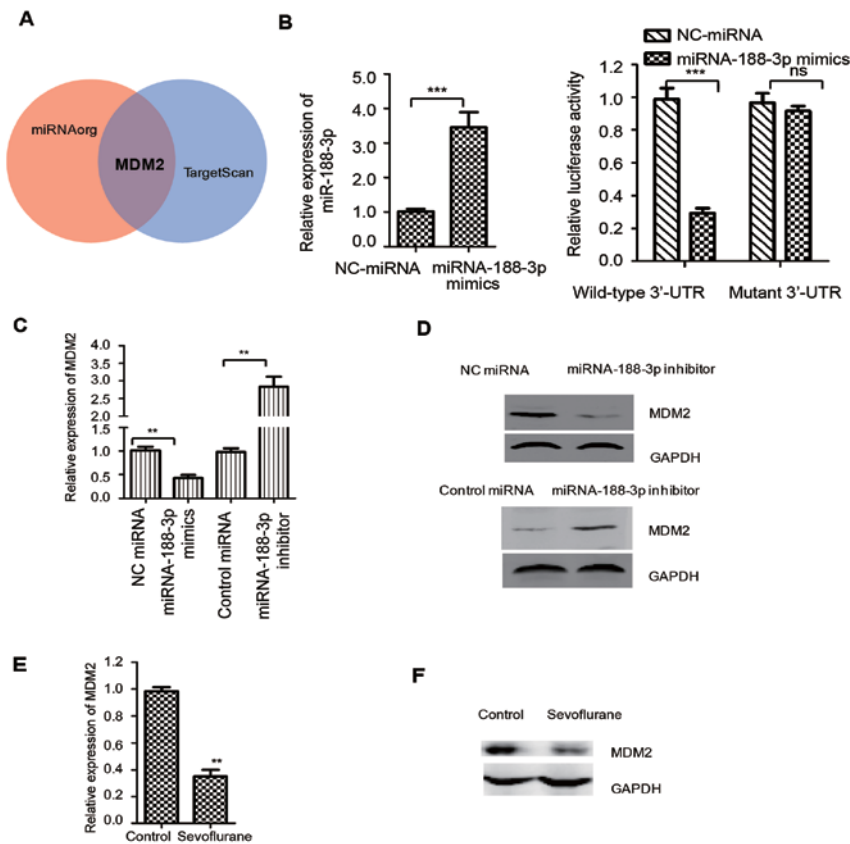 A
miRNAorg
MDM2
TargetScan
B
Relative expression of
miR-188-3p
5.0
4.0
3.0
2.0
1.0
0.0
***
NC-miRNA
miRNA-188-3p
mimics
NC-miRNA
miRNA-188-3p mimics
Relative luciferase activity
1.2
1.0
0.8
0.6
0.4
0.2
0.0
***
ns
Wild-type 3'-UTR
Mutant 3'-UTR
C
Relative expression of MDM2
4.0
3.5
3.0
2.5
2.0
1.5
1.0
0.5
0.0
**
**
NC miRNA
miRNA-188-3p
mimics
Control miRNA
miRNA-188-3p
inhibitor
D
NC miRNA
miRNA-188-3p inhibitor
MDM2
GAPDH
Control miRNA
miRNA-188-3p inhibitor
MDM2
GAPDH
E
Relative expression of MDM2
1.2
1.0
0.8
0.6
0.4
0.2
0
**
Control
Sevoflurane
F
Control
Sevoflurane
MDM2
GAPDH